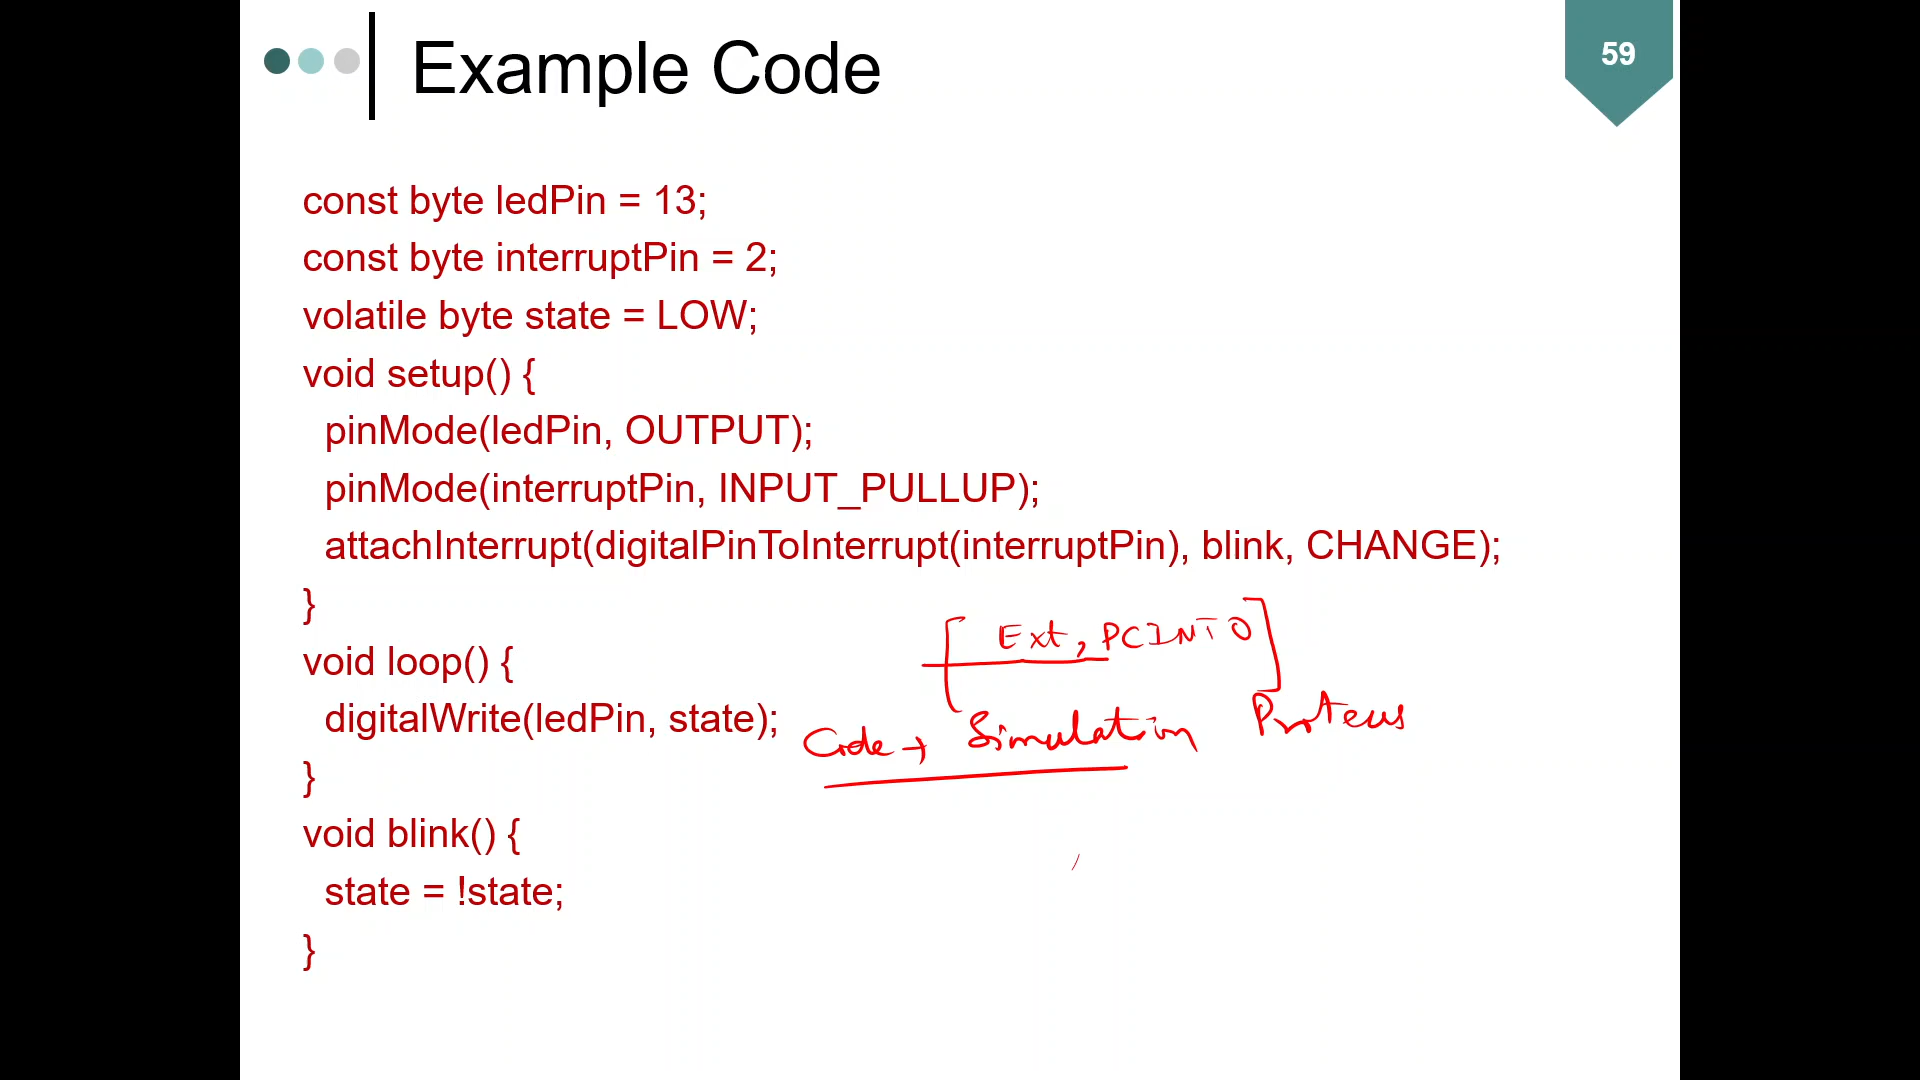 Example Code
59
const byte ledPin = 13;
const byte interruptPin = 2;
volatile byte state = LOW;
void setup() {
pinMode(ledPin, OUTPUT);
pinMode(interruptPin, INPUT_PULLUP);
attachInterrupt(digitalPinToInterrupt(interruptPin), blink, CHANGE);
}
Ext, PCINT0
void loop() {
digitalWrite(ledPin, state);
Code + Simulation Proteus
}
void blink() {
state = !state;
}